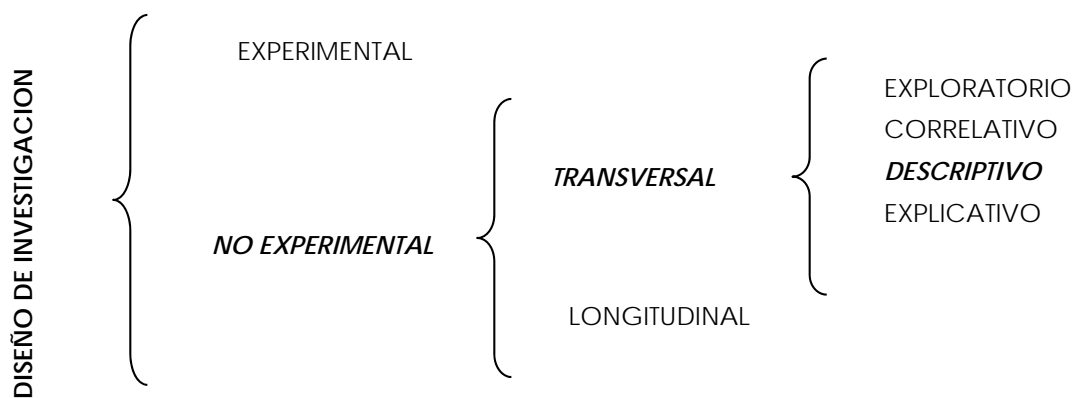 DISEÑO DE INVESTIGACION
EXPERIMENTAL
NO EXPERIMENTAL
TRANSVERSAL
LONGITUDINAL
EXPLORATORIO
CORRELATIVO
DESCRIPTIVO
EXPLICATIVO